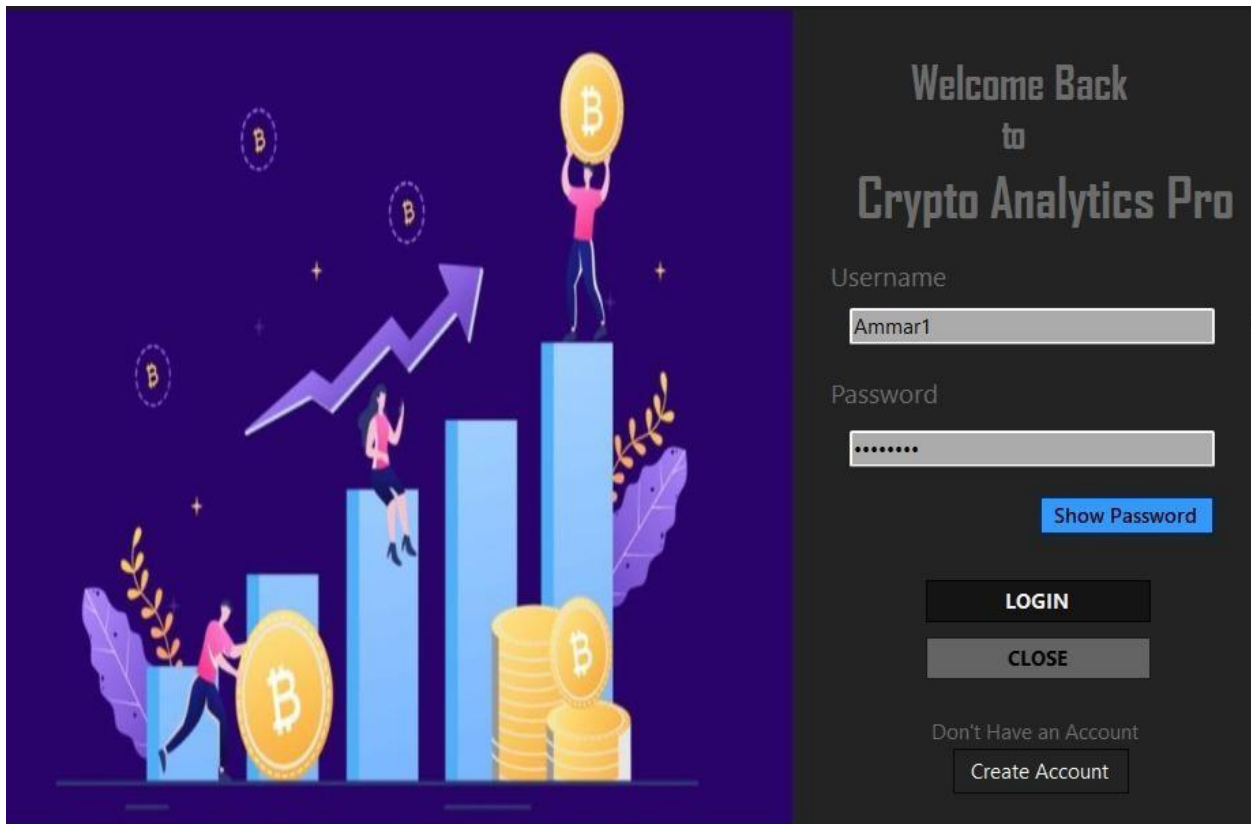 Welcome Back
to
Crypto Analytics Pro
Username
Ammar1
Password
••••••••
Show Password
LOGIN
CLOSE
Don't Have an Account
Create Account